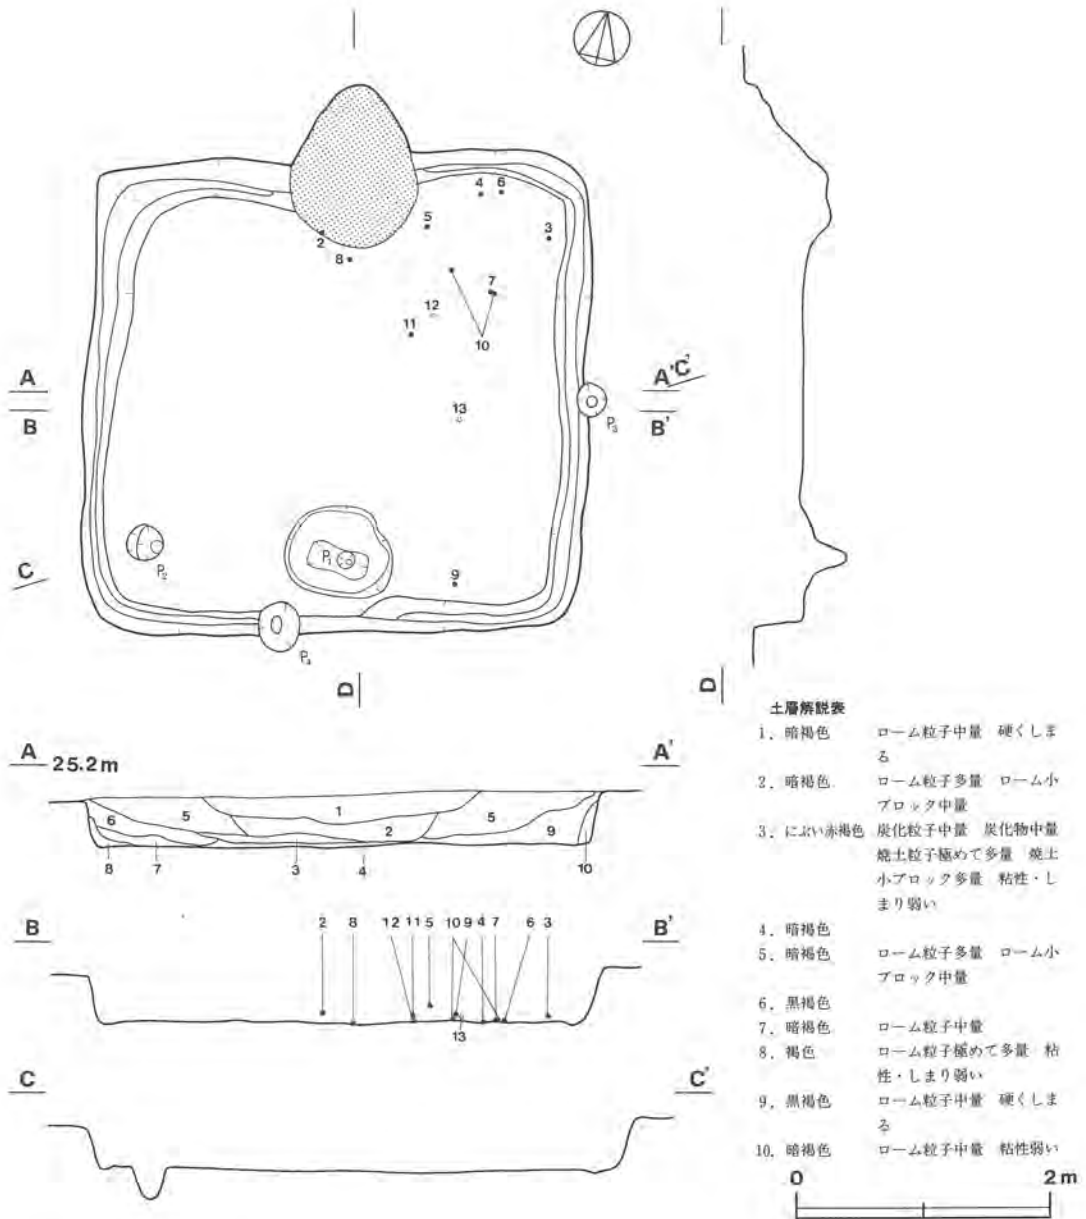 4 6
5
3
2
8
7
12
11
10
A A'C'
B 13 P3 B'
C P2 P1 9
P4
D D
土層解説表
1. 暗褐色 ローム粒子中量 硬くしま
る
2. 暗褐色 ローム粒子多量 ローム小
ブロック中量
3. にぶい赤褐色 炭化粒子中量 炭化物中量
焼土粒子極めて多量 焼土
小ブロック多量 粘性・し
まり弱い
4. 暗褐色
5. 暗褐色 ローム粒子多量 ローム小
ブロック中量
6. 黒褐色
7. 暗褐色 ローム粒子中量
8. 褐色 ローム粒子極めて多量 粘
性・しまり弱い
9. 黒褐色 ローム粒子中量 硬くしま
る
10. 暗褐色 ローム粒子中量 粘性弱い
A 25.2m A'
1
6 5 2 5 9
8 7 3 4 10
B B'
2 8 12 11 5 10 9 4 7 6 3
13
C C'
0 2m